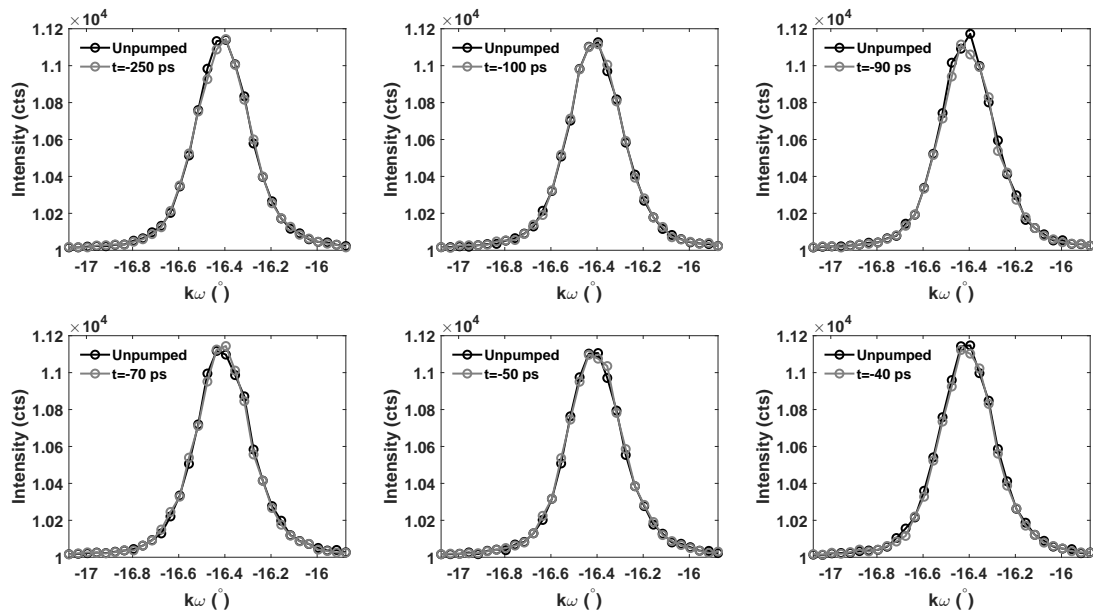 ×10⁴
1.12
1.1
1.08
1.06
1.04
1.02
1
Intensity (cts)
Unpumped
t=-250 ps
-17 -16.8 -16.6 -16.4 -16.2 -16
kω (°)
×10⁴
1.12
1.1
1.08
1.06
1.04
1.02
1
Intensity (cts)
Unpumped
t=-100 ps
-17 -16.8 -16.6 -16.4 -16.2 -16
kω (°)
×10⁴
1.12
1.1
1.08
1.06
1.04
1.02
1
Intensity (cts)
Unpumped
t=-90 ps
-17 -16.8 -16.6 -16.4 -16.2 -16
kω (°)
×10⁴
1.12
1.1
1.08
1.06
1.04
1.02
1
Intensity (cts)
Unpumped
t=-70 ps
-17 -16.8 -16.6 -16.4 -16.2 -16
kω (°)
×10⁴
1.12
1.1
1.08
1.06
1.04
1.02
1
Intensity (cts)
Unpumped
t=-50 ps
-17 -16.8 -16.6 -16.4 -16.2 -16
kω (°)
×10⁴
1.12
1.1
1.08
1.06
1.04
1.02
1
Intensity (cts)
Unpumped
t=-40 ps
-17 -16.8 -16.6 -16.4 -16.2 -16
kω (°)